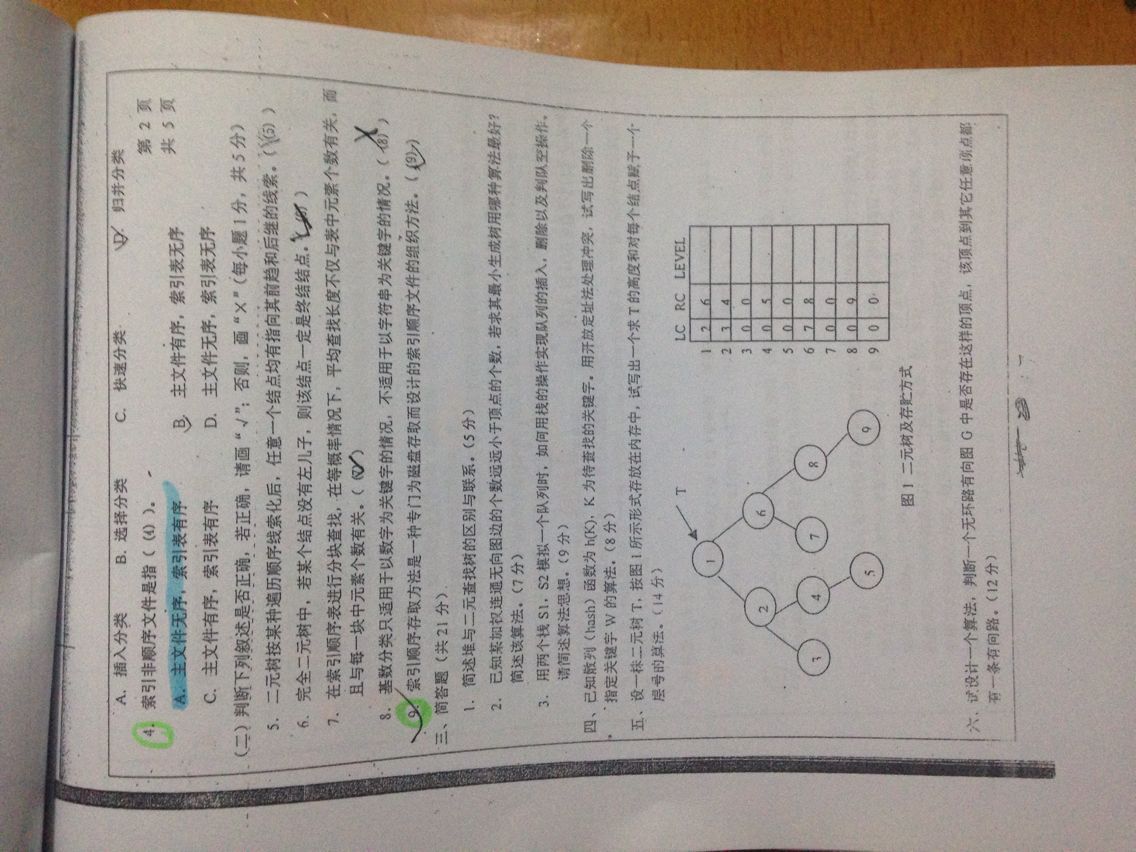 A. 插入分类 B. 选择分类 C. 快速分类 D. 归并分类
第 2 页
共 5 页
4. 索引非顺序文件是指（ (4) ）。
A. 主文件无序，索引表有序 B. 主文件有序，索引表无序
C. 主文件有序，索引表有序 D. 主文件无序，索引表无序
（二）判断下列叙述是否正确，若正确，请画“√”；否则，画“X”（每小题1分，共5分）
5. 二元树按某种遍历顺序线索化后，任意一个结点均有指向其前趋和后继的线索。（ (5) ）
6. 完全二元树中，若某个结点没有左儿子，则该结点一定是终结结点。（ ）
7. 在索引顺序表进行分块查找，在等概率情况下，平均查找长度不仅与表中元素个数有关，而
且与每一块中元素个数有关。（ ）
8. 基数分类只适用于以数字为关键字的情况，不适用于以字符串为关键字的情况。（ (8) ）
9. 索引顺序存取方法是一种专门为磁盘存取而设计的索引顺序文件的组织方法。（ (9) ）
三、简答题（共 21 分）
1. 简述堆与二元查找树的区别与联系。（5 分）
2. 已知某加权连通无向图边的个数远远小于顶点的个数，若求其最小生成树用哪种算法最好？
简述该算法。（7 分）
3. 用两个栈 S1，S2 模拟一个队列时，如何用栈的操作实现队列的插入，删除以及判队空操作。
请简述算法思想。（9 分）
四、已知散列（hash）函数为 h(K)，K 为待查找的关键字。用开放定址法处理冲突，试写出删除一个
指定关键字 W 的算法。（8 分）
五、设一株二元树 T，按图 1 所示形式存放在内存中，试写出一个求 T 的高度和对每个结点赋于一个
层号的算法。（14 分）
T
1
2 6
3 4 7 8
5 9
LC RC LEVEL
1 2 6
2 3 4
3 0 0
4 0 5
5 0 0
6 7 8
7 0 0
8 0 9
9 0 0
图1 二元树及存贮方式
六、试设计一个算法，判断一个无环路有向图 G 中是否存在这样的顶点，该顶点到其它任意顶点都
有一条有向路。（12 分）